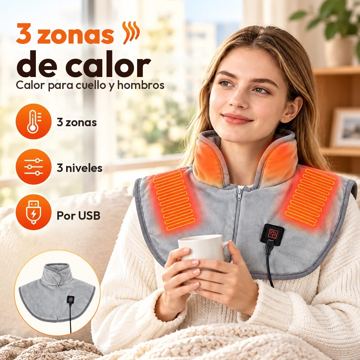 3 zonas
de calor
Calor para cuello y hombros
3 zonas
3 niveles
Por USB